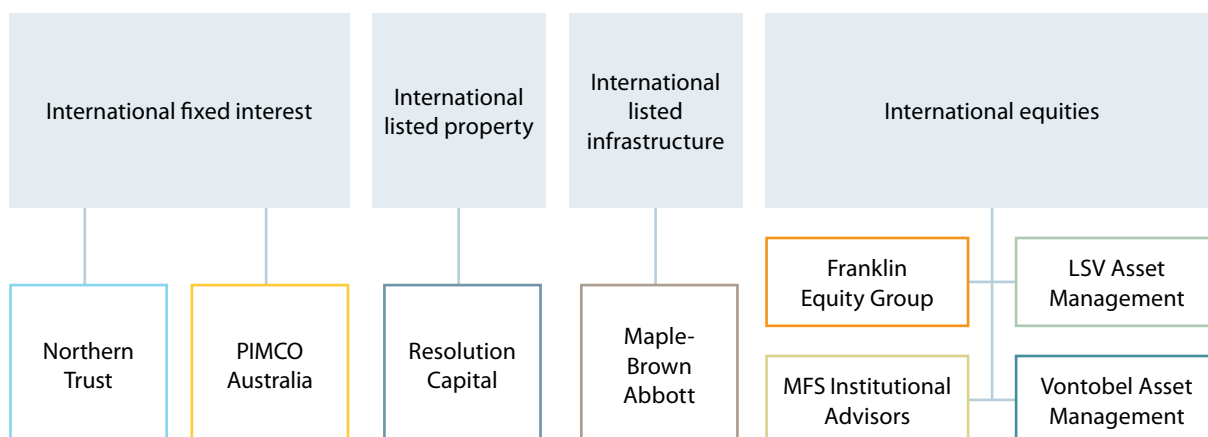 International fixed interest
International
listed property
International
listed
infrastructure
International equities
Northern
Trust
PIMCO
Australia
Resolution
Capital
Maple-
Brown
Abbott
Franklin
Equity Group
LSV Asset
Management
MFS Institutional
Advisors
Vontobel Asset
Management